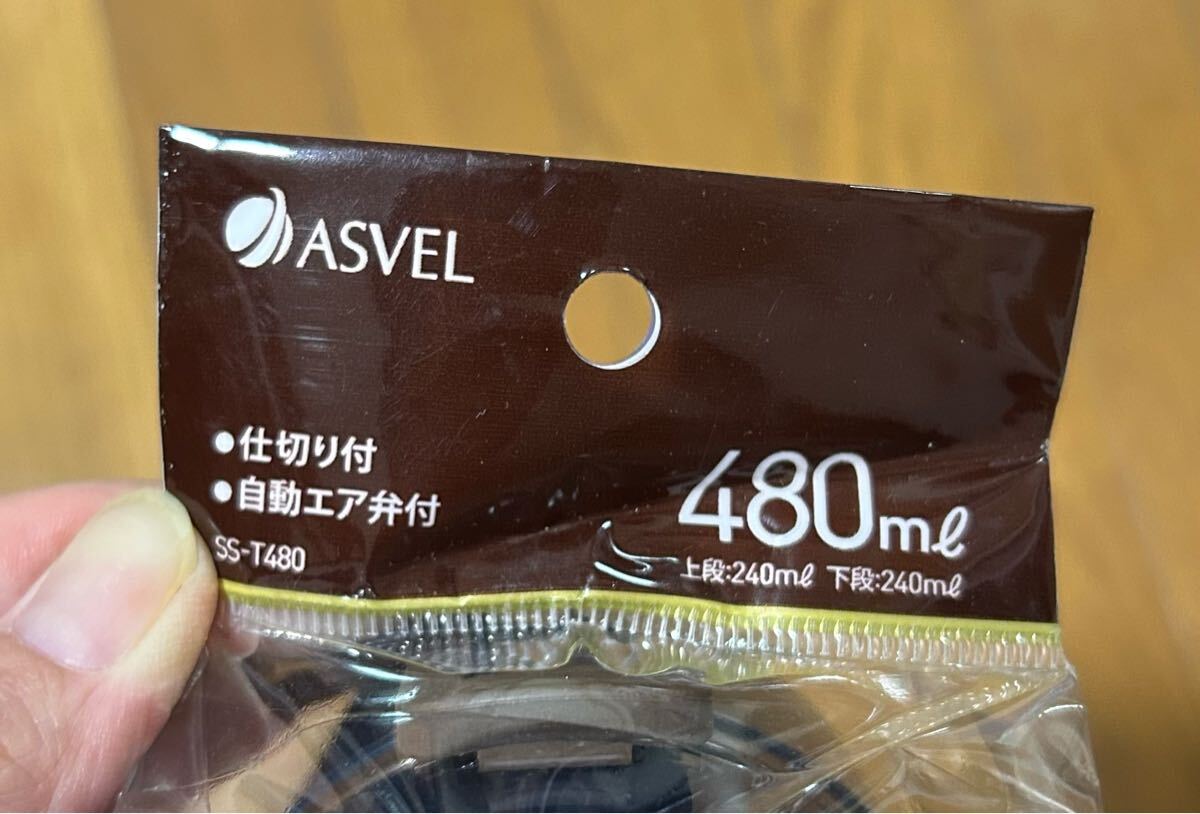 ASVEL
●仕切り付
●自動エア弁付
SS-T480
480ml
上段:240ml 下段:240ml